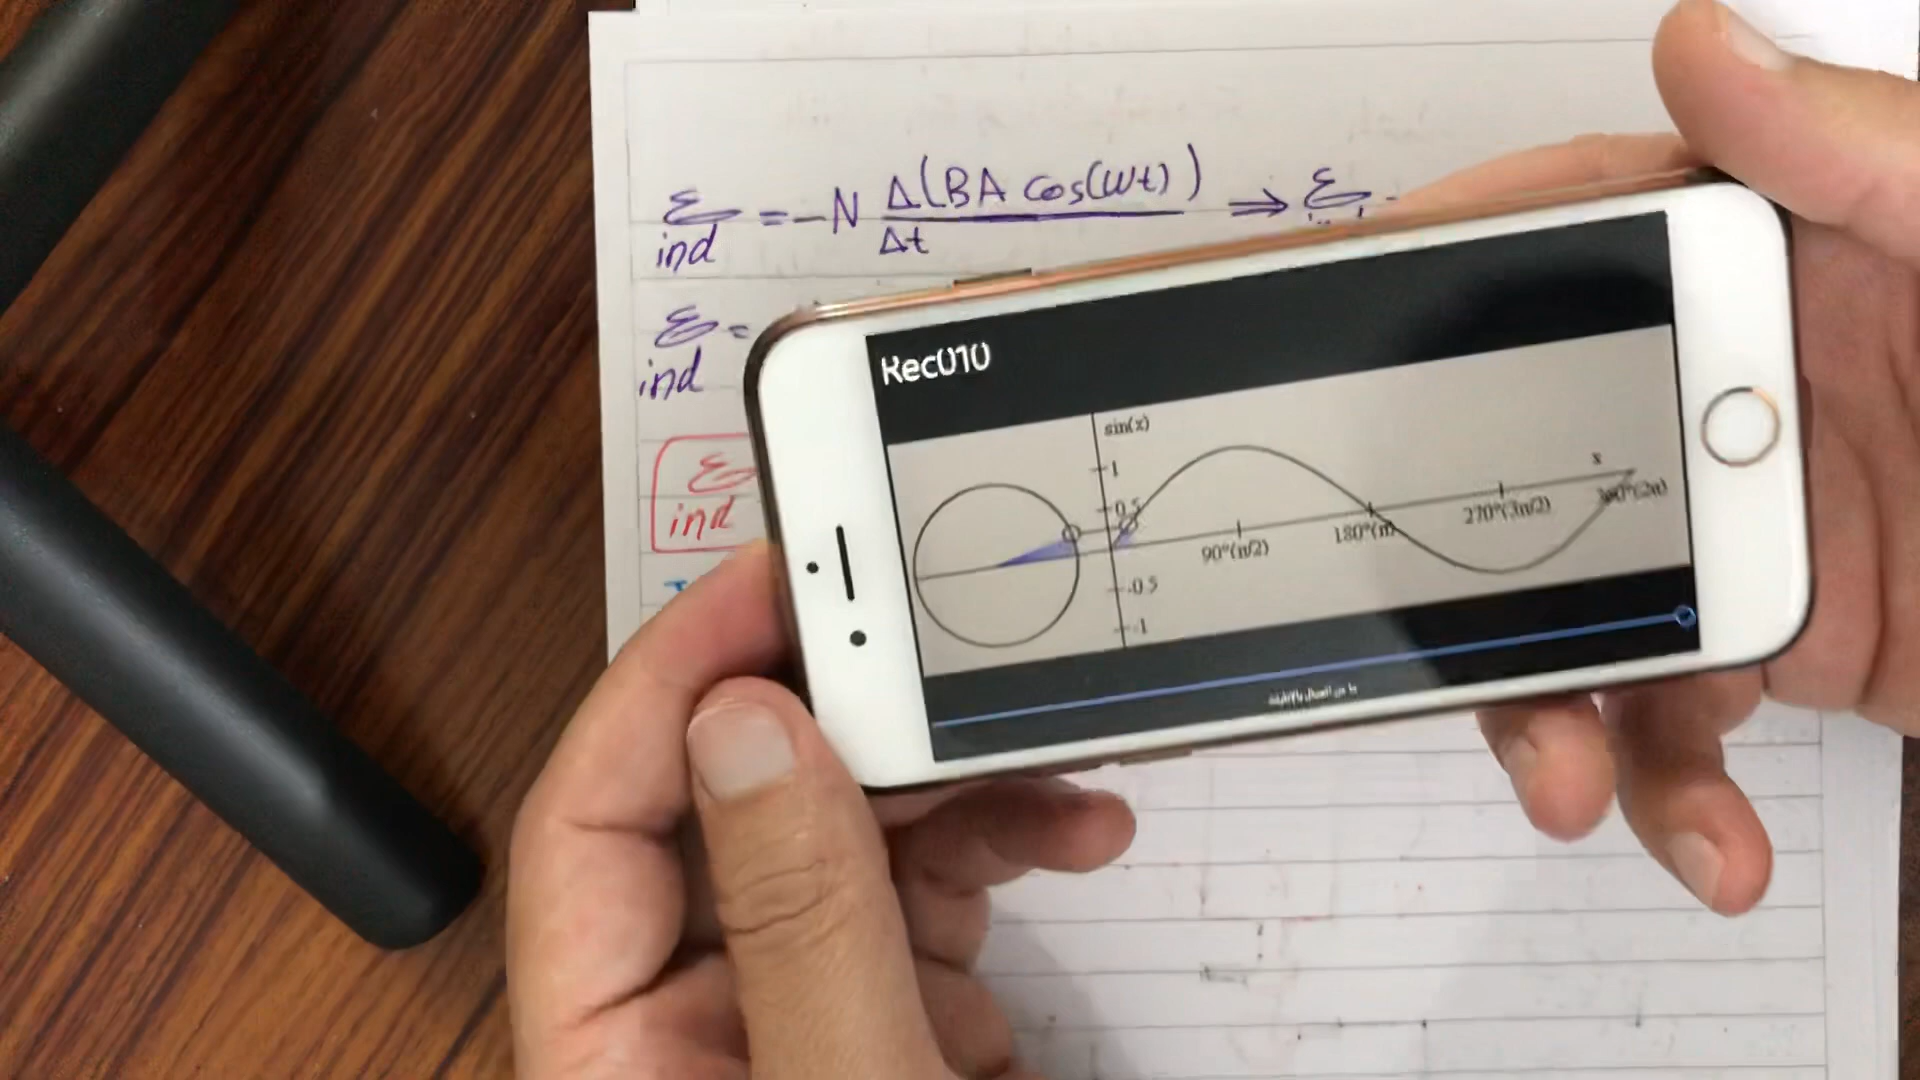 ε ind = -N Δ(BA cos(ωt)) / Δt ⇒ ε
ε ind =
ε ind
Rec010
sin(x)
1
0.5
x
90°(π/2)
180°(π)
270°(3π/2)
360°(2π)
-0.5
-1